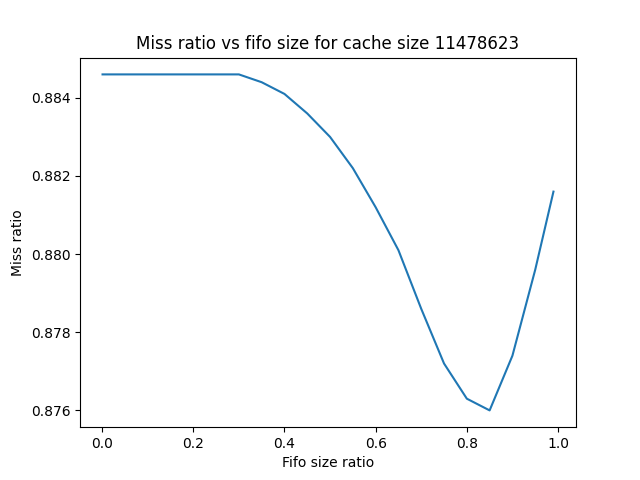 Miss ratio vs fifo size for cache size 11478623
0.884
0.882
0.880
0.878
0.876
Miss ratio
0.0 0.2 0.4 0.6 0.8 1.0
Fifo size ratio